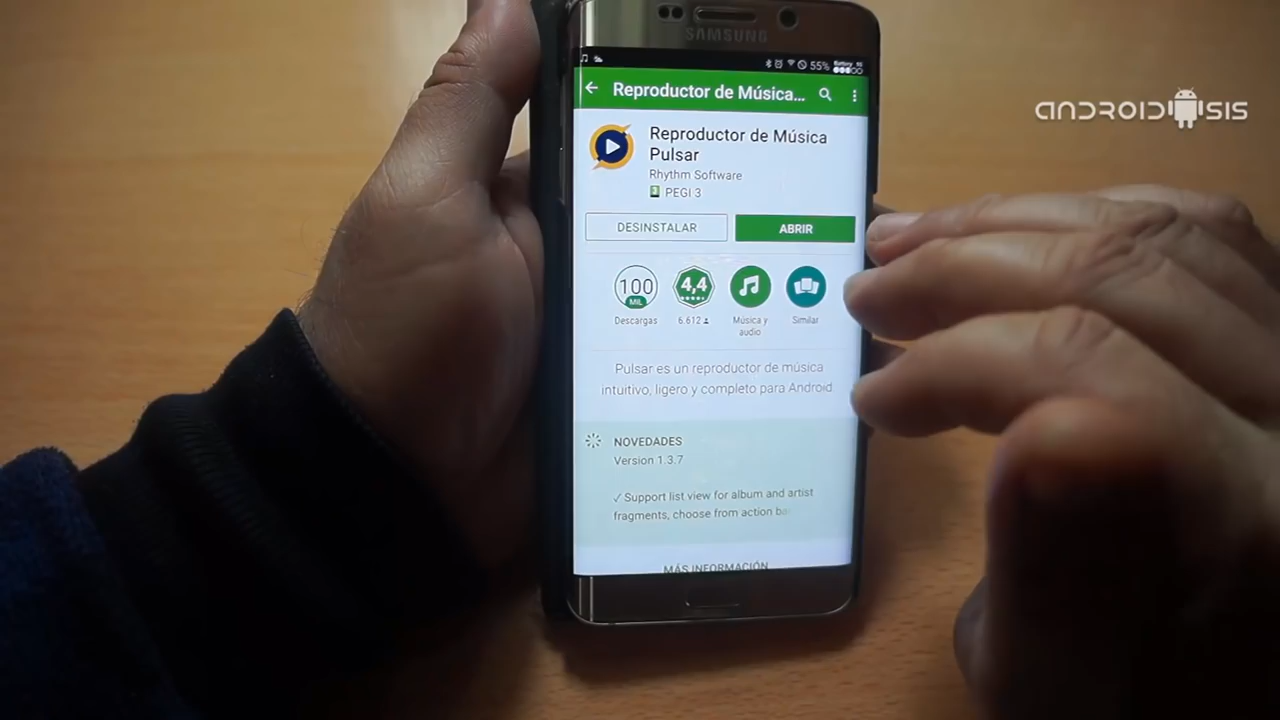 SAMSUNG
55%
Reproductor de Música...
ANDROIDSIS
Reproductor de Música
Pulsar
Rhythm Software
3 PEGI 3
DESINSTALAR
ABRIR
100
MIL
4,4
Descargas
6.612
Música y
audio
Similar
Pulsar es un reproductor de música
intuitivo, ligero y completo para Android
NOVEDADES
Version 1.3.7
✓ Support list view for album and artist
fragments, choose from action ba
MÁS INFORMACIÓN